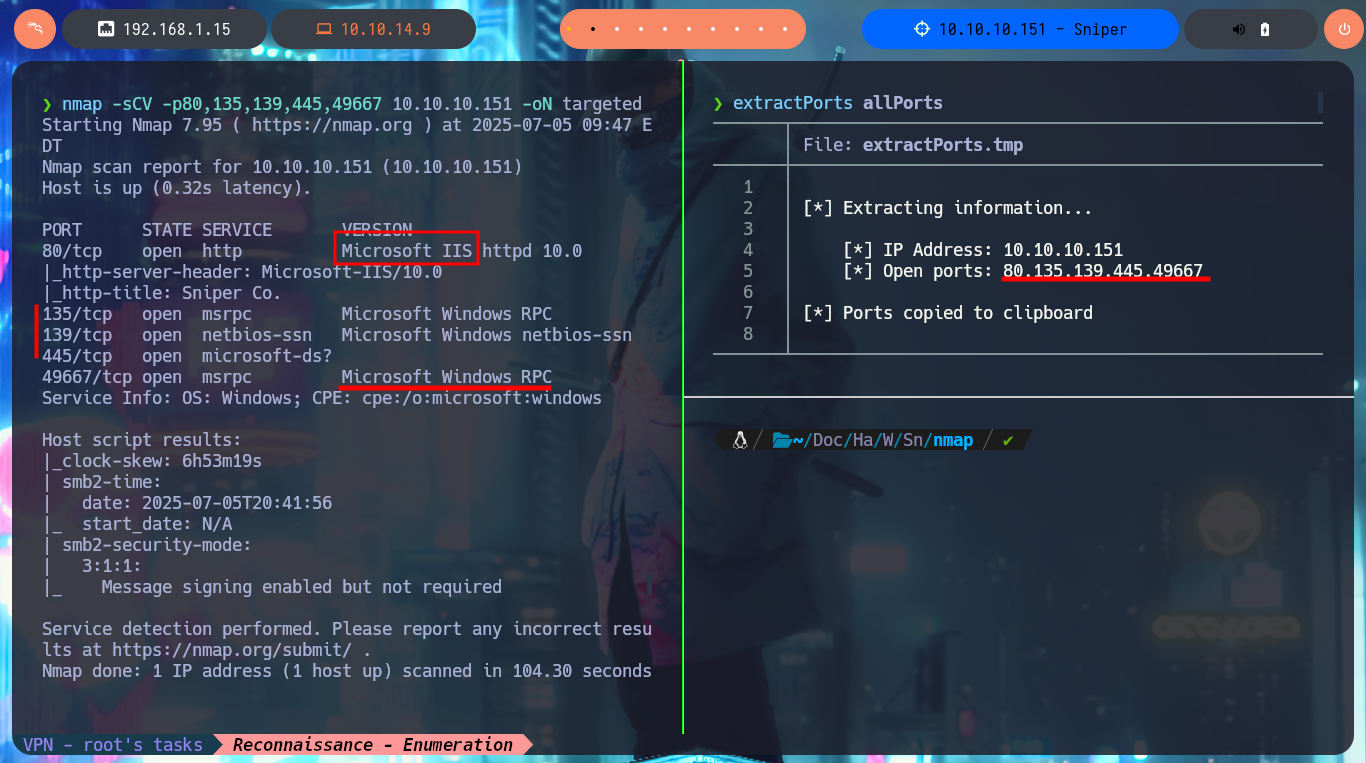 192.168.1.15
10.10.14.9
10.10.10.151 - Sniper
❯ nmap -sCV -p80,135,139,445,49667 10.10.10.151 -oN targeted
Starting Nmap 7.95 ( https://nmap.org ) at 2025-07-05 09:47 E
DT
Nmap scan report for 10.10.10.151 (10.10.10.151)
Host is up (0.32s latency).
PORT      STATE SERVICE       VERSION
80/tcp    open  http          Microsoft IIS httpd 10.0
|_http-server-header: Microsoft-IIS/10.0
|_http-title: Sniper Co.
135/tcp   open  msrpc         Microsoft Windows RPC
139/tcp   open  netbios-ssn   Microsoft Windows netbios-ssn
445/tcp   open  microsoft-ds?
49667/tcp open  msrpc         Microsoft Windows RPC
Service Info: OS: Windows; CPE: cpe:/o:microsoft:windows
Host script results:
|_clock-skew: 6h53m19s
| smb2-time:
|   date: 2025-07-05T20:41:56
|_  start_date: N/A
| smb2-security-mode:
|   3:1:1:
|_    Message signing enabled but not required
Service detection performed. Please report any incorrect resu
lts at https://nmap.org/submit/ .
Nmap done: 1 IP address (1 host up) scanned in 104.30 seconds
❯ extractPorts allPorts
File: extractPorts.tmp
1
2 [*] Extracting information...
3
4     [*] IP Address: 10.10.10.151
5     [*] Open ports: 80,135,139,445,49667
6
7 [*] Ports copied to clipboard
8
~/Doc/Ha/W/Sn/nmap ✔
VPN - root's tasks
Reconnaissance - Enumeration